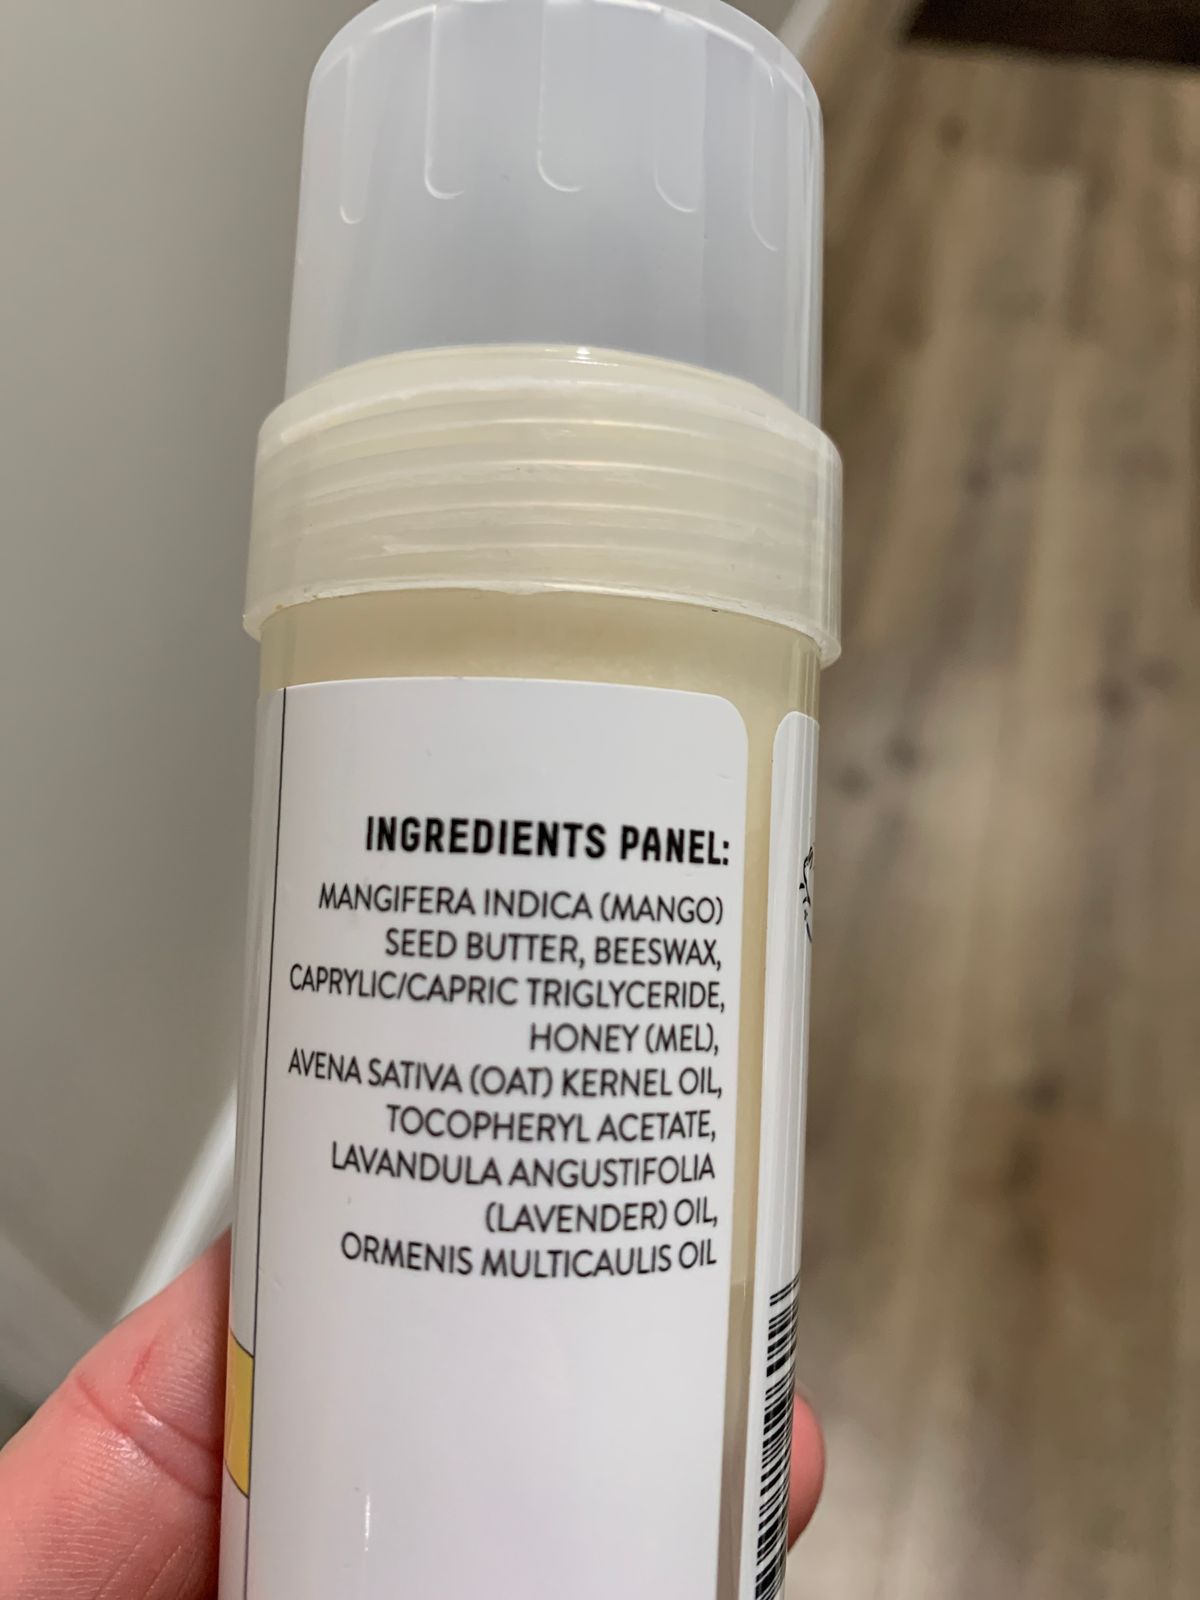 INGREDIENTS PANEL:
MANGIFERA INDICA (MANGO)
SEED BUTTER, BEESWAX,
CAPRYLIC/CAPRIC TRIGLYCERIDE,
HONEY (MEL),
AVENA SATIVA (OAT) KERNEL OIL,
TOCOPHERYL ACETATE,
LAVANDULA ANGUSTIFOLIA
(LAVENDER) OIL,
ORMENIS MULTICAULIS OIL